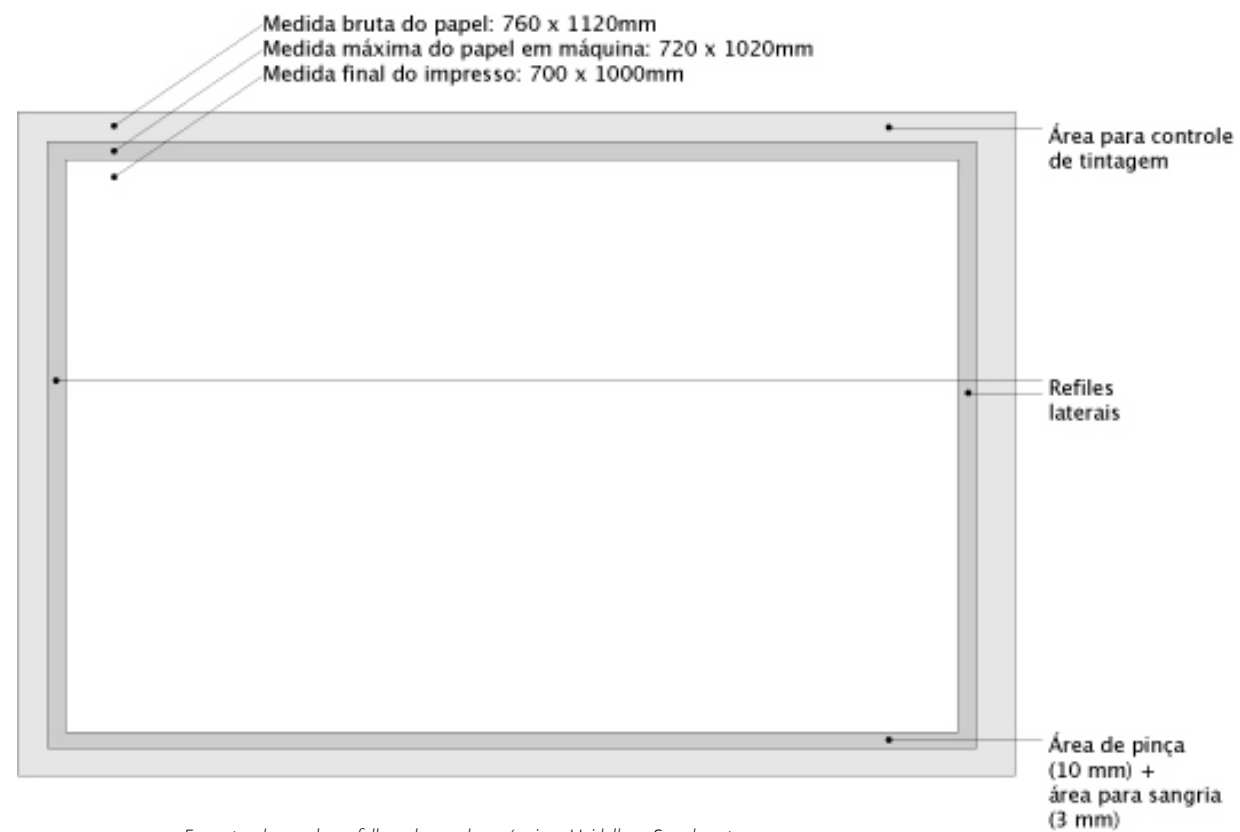 Medida bruta do papel: 760 x 1120mm
Medida máxima do papel em máquina: 720 x 1020mm
Medida final do impresso: 700 x 1000mm
Área para controle
de tintagem
Refiles
laterais
Área de pinça
(10 mm) +
área para sangria
(3 mm)